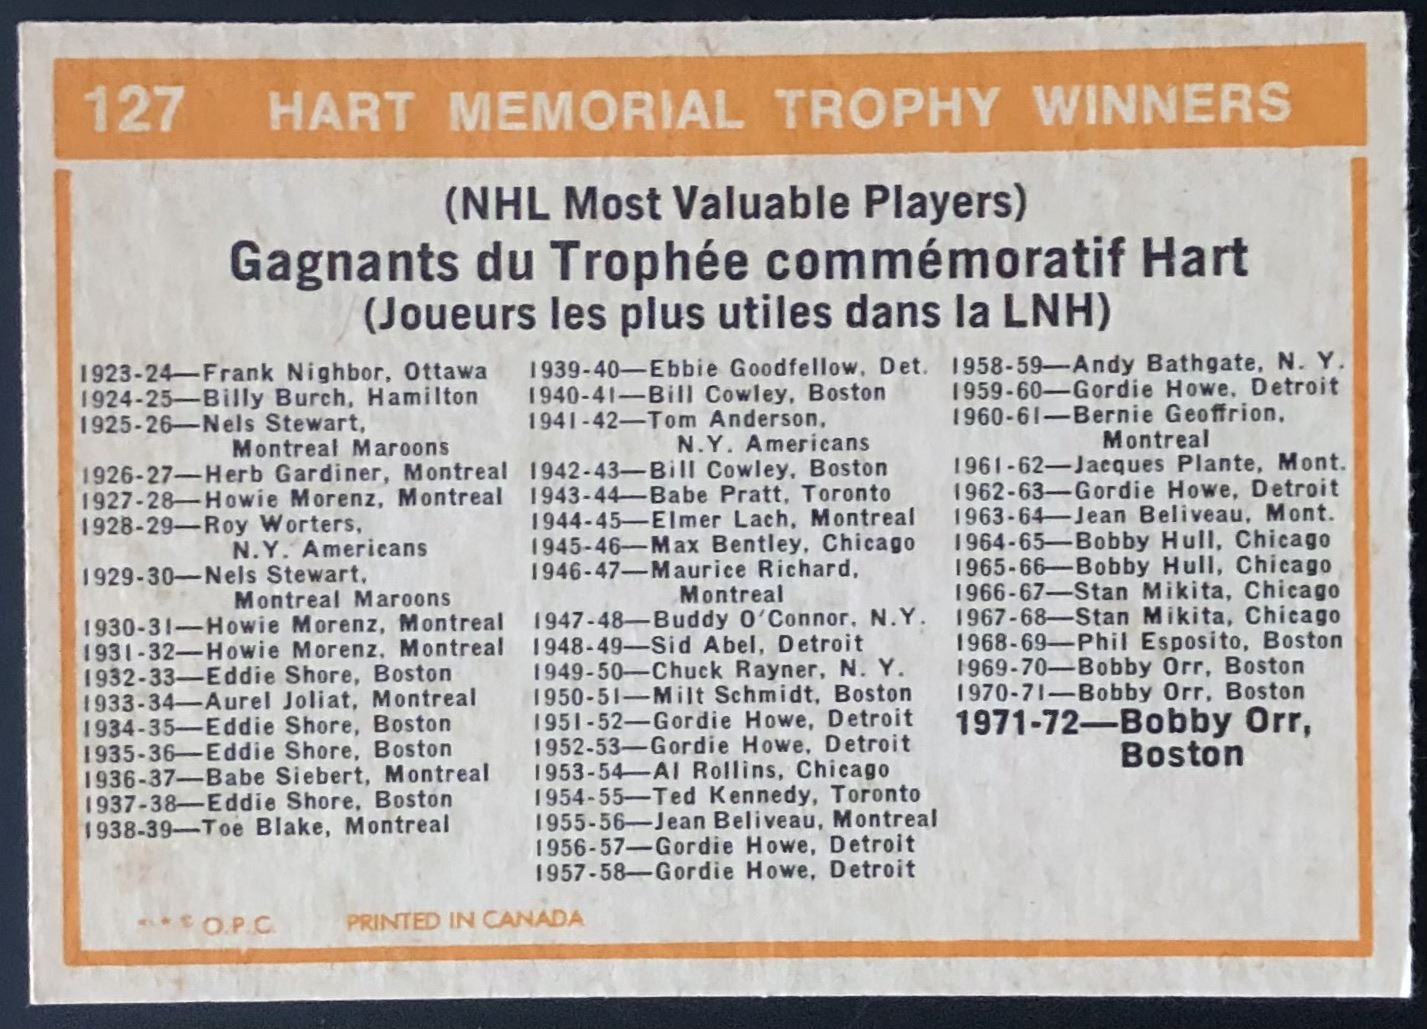 127 HART MEMORIAL TROPHY WINNERS
(NHL Most Valuable Players)
Gagnants du Trophée commémoratif Hart
(Joueurs les plus utiles dans la LNH)
1923-24—Frank Nighbor, Ottawa
1924-25—Billy Burch, Hamilton
1925-26—Nels Stewart,
Montreal Maroons
1926-27—Herb Gardiner, Montreal
1927-28—Howie Morenz, Montreal
1928-29—Roy Worters,
N.Y. Americans
1929-30—Nels Stewart,
Montreal Maroons
1930-31—Howie Morenz, Montreal
1931-32—Howie Morenz, Montreal
1932-33—Eddie Shore, Boston
1933-34—Aurel Joliat, Montreal
1934-35—Eddie Shore, Boston
1935-36—Eddie Shore, Boston
1936-37—Babe Siebert, Montreal
1937-38—Eddie Shore, Boston
1938-39—Toe Blake, Montreal
1939-40—Ebbie Goodfellow, Det.
1940-41—Bill Cowley, Boston
1941-42—Tom Anderson,
N.Y. Americans
1942-43—Bill Cowley, Boston
1943-44—Babe Pratt, Toronto
1944-45—Elmer Lach, Montreal
1945-46—Max Bentley, Chicago
1946-47—Maurice Richard,
Montreal
1947-48—Buddy O'Connor, N.Y.
1948-49—Sid Abel, Detroit
1949-50—Chuck Rayner, N. Y.
1950-51—Milt Schmidt, Boston
1951-52—Gordie Howe, Detroit
1952-53—Gordie Howe, Detroit
1953-54—Al Rollins, Chicago
1954-55—Ted Kennedy, Toronto
1955-56—Jean Beliveau, Montreal
1956-57—Gordie Howe, Detroit
1957-58—Gordie Howe, Detroit
1958-59—Andy Bathgate, N. Y.
1959-60—Gordie Howe, Detroit
1960-61—Bernie Geoffrion,
Montreal
1961-62—Jacques Plante, Mont.
1962-63—Gordie Howe, Detroit
1963-64—Jean Beliveau, Mont.
1964-65—Bobby Hull, Chicago
1965-66—Bobby Hull, Chicago
1966-67—Stan Mikita, Chicago
1967-68—Stan Mikita, Chicago
1968-69—Phil Esposito, Boston
1969-70—Bobby Orr, Boston
1970-71—Bobby Orr, Boston
1971-72—Bobby Orr,
Boston
** © O.P.C. PRINTED IN CANADA